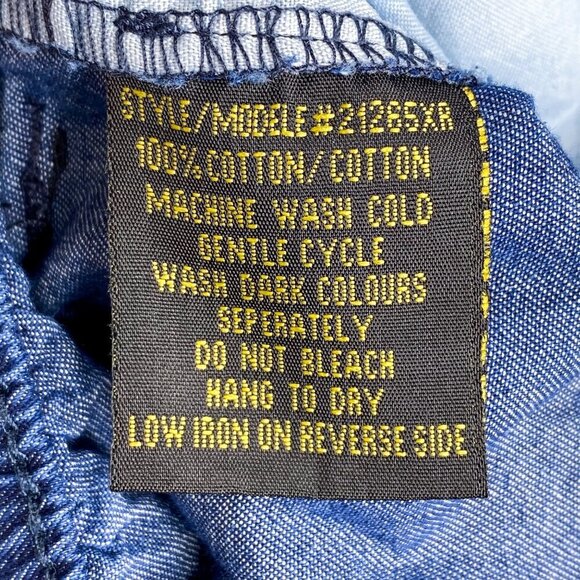 STYLE/MODELE#21285XR
100% COTTON/COTTON
MACHINE WASH COLD
GENTLE CYCLE
WASH DARK COLOURS
SEPERATELY
DO NOT BLEACH
HANG TO DRY
LOW IRON ON REVERSE SIDE